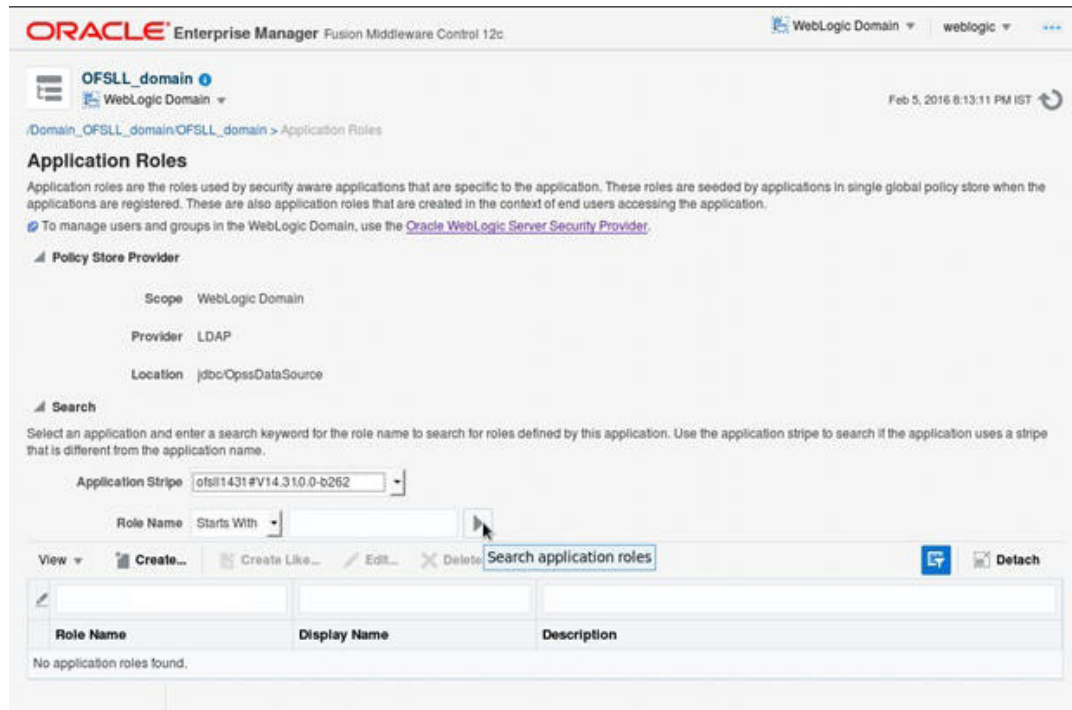 ORACLE Enterprise Manager Fusion Middleware Control 12c
WebLogic Domain
weblogic
OFSLL_domain
WebLogic Domain
Feb 5, 2016 8:13:11 PM IST
/Domain_OFSLL_domain/OFSLL_domain > Application Roles
Application Roles
Application roles are the roles used by security aware applications that are specific to the application. These roles are seeded by applications in single global policy store when the
applications are registered. These are also application roles that are created in the context of end users accessing the application.
To manage users and groups in the WebLogic Domain, use the Oracle WebLogic Server Security Provider.
Policy Store Provider
Scope WebLogic Domain
Provider LDAP
Location jdbc/OpssDataSource
Search
Select an application and enter a search keyword for the role name to search for roles defined by this application. Use the application stripe to search if the application uses a stripe
that is different from the application name.
Application Stripe ofsll1431#V14.31.0.0-b262
Role Name Starts With
View Create... Create Like... Edit... Delete
Search application roles
Detach
Role Name Display Name Description
No application roles found.